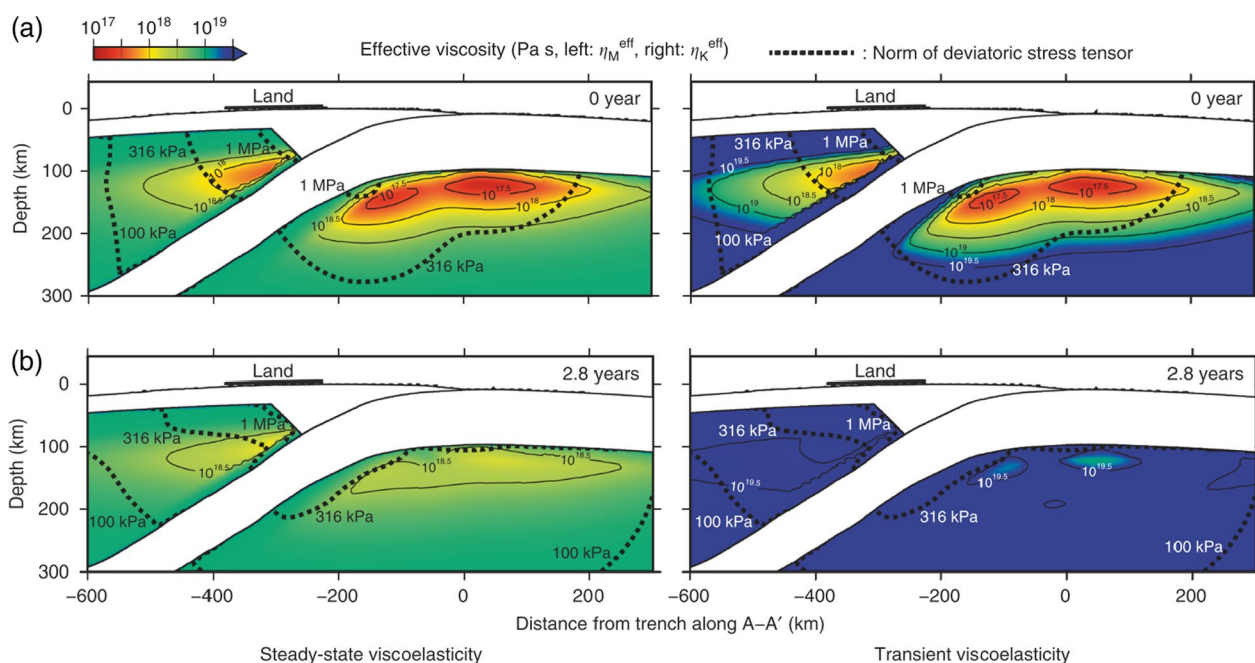 (a)
10^17 10^18 10^19
Effective viscosity (Pa s, left: η_M^eff, right: η_K^eff)
: Norm of deviatoric stress tensor
Land
0 year
316 kPa
1 MPa
10^18
10^18.5
100 kPa
1 MPa
10^17.5
10^18
10^18.5
10^18.5
316 kPa
0
100
200
300
Depth (km)
Land
0 year
316 kPa
1 MPa
10^19.5
10^18
10^18.5
10^19
100 kPa
1 MPa
10^17.5
10^18
10^18.5
10^19
10^19.5
316 kPa
(b)
Land
2.8 years
316 kPa
1 MPa
10^18.5
100 kPa
10^18.5
10^18.5
316 kPa
100 kPa
0
100
200
300
Depth (km)
Land
2.8 years
316 kPa
1 MPa
10^19.5
100 kPa
10^19.5
10^19.5
316 kPa
100 kPa
−600 −400 −200 0 200
−600 −400 −200 0 200
Distance from trench along A–A′ (km)
Steady-state viscoelasticity
Transient viscoelasticity